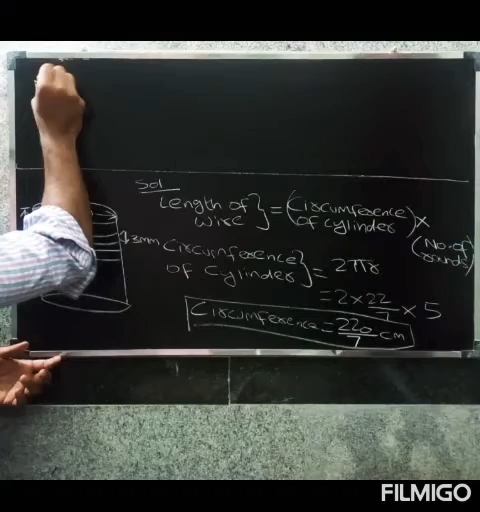 Sol
Length of wire } = (Circumference of cylinder) ×
(No. of rounds)
3mm
Circumference of cylinder } = 2πr
= 2 × 22/7 × 5
Circumference = 220/7 cm
FILMIGO